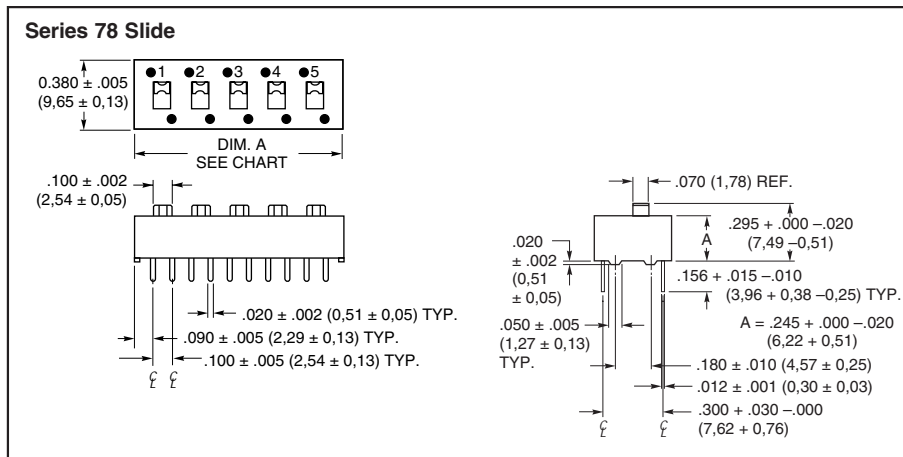 Series 78 Slide
1 2 3 4 5
0.380 ± .005
(9,65 ± 0,13)
DIM. A
SEE CHART
.100 ± .002
(2,54 ± 0,05)
.020 ± .002 (0,51 ± 0,05) TYP.
.090 ± .005 (2,29 ± 0,13) TYP.
.100 ± .005 (2,54 ± 0,13) TYP.
C L C L
.070 (1,78) REF.
A
.295 + .000 –.020
(7,49 –0,51)
.020
± .002
(0,51
± 0,05)
.156 + .015 –.010
(3,96 + 0,38 –0,25) TYP.
.050 ± .005
(1,27 ± 0,13)
TYP.
A = .245 + .000 –.020
(6,22 + 0,51)
.180 ± .010 (4,57 ± 0,25)
.012 ± .001 (0,30 ± 0,03)
.300 + .030 –.000
(7,62 + 0,76)
C L C L